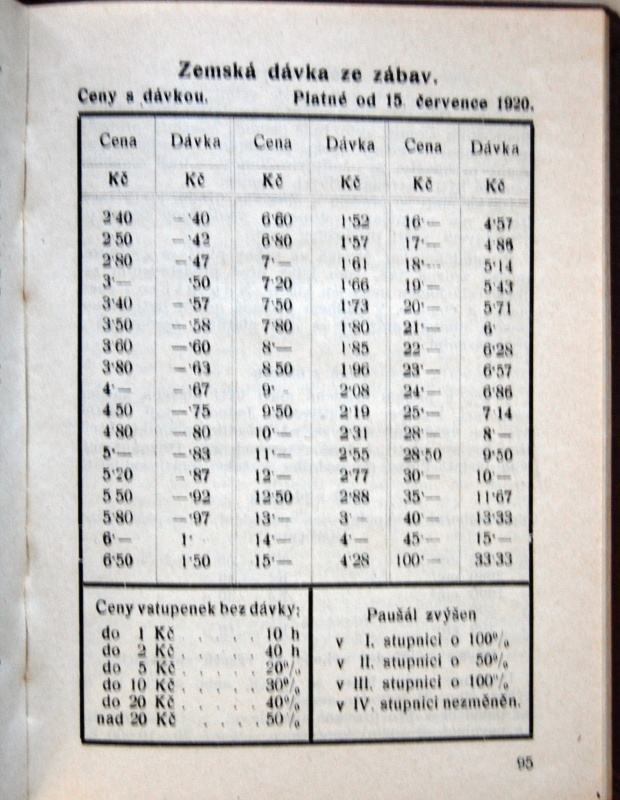 Zemská dávka ze zábav.
Ceny s dávkou. Platné od 15. července 1920.
Cena Dávka Cena Dávka Cena Dávka
Kč Kč Kč Kč Kč Kč
2'40 —'40 6'60 1'52 16'— 4'57
2'50 —'42 6'80 1'57 17'— 4'86
2'80 —'47 7'— 1'61 18'— 5'14
3'— '50 7'20 1'66 19'— 5'43
3'40 —'57 7'50 1'73 20'— 5'71
3'50 —'58 7'80 1'80 21'— 6'
3'60 —'60 8'— 1'85 22— 6'28
3'80 —'63 8 50 1'96 23'— 6'57
4'— —'67 9' 2'08 24'— 6'86
4 50 —'75 9'50 2'19 25'— 7 14
4'80 — 80 10'— 2'31 28'— 8'—
5'— —'83 11'— 2'55 28'50 9'50
5'20 —'87 12'— 2'77 30'— 10'—
5 50 —'92 12'50 2'88 35'— 11'67
5'80 —'97 13'— 3'— 40'— 13'33
6'— 1' 14'— 4'— 45'— 15'—
6'50 1'50 15'— 4'28 100'— 33'33
Ceny vstupenek bez dávky:
do 1 Kč . . . . . 10 h
do 2 Kč . . . . . 40 h
do 5 Kč . . . . . 20%
do 10 Kč . . . . . 30%
do 20 Kč . . . . . 40%
nad 20 Kč . . . . 50%
Paušál zvýšen
v I. stupnici o 100%
v II. stupnici o 50%
v III. stupnici o 100%
v IV. stupnici nezměněn.
95